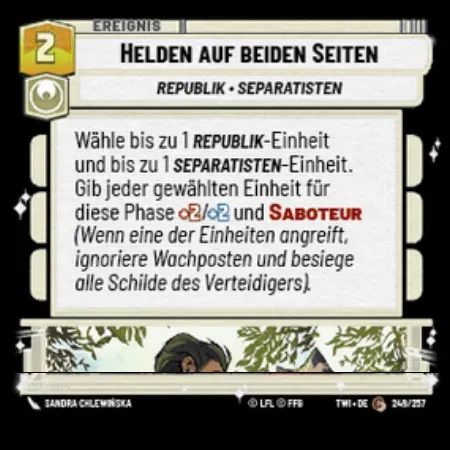 EREIGNIS
2
HELDEN AUF BEIDEN SEITEN
REPUBLIK • SEPARATISTEN
Wähle bis zu 1 REPUBLIK-Einheit
und bis zu 1 SEPARATISTEN-Einheit.
Gib jeder gewählten Einheit für
diese Phase +2/+2 und SABOTEUR
(Wenn eine der Einheiten angreift,
ignoriere Wachposten und besiege
alle Schilde des Verteidigers).
SANDRA CHLEWIŃSKA
© LFL © FFG
TWI • DE
249/257